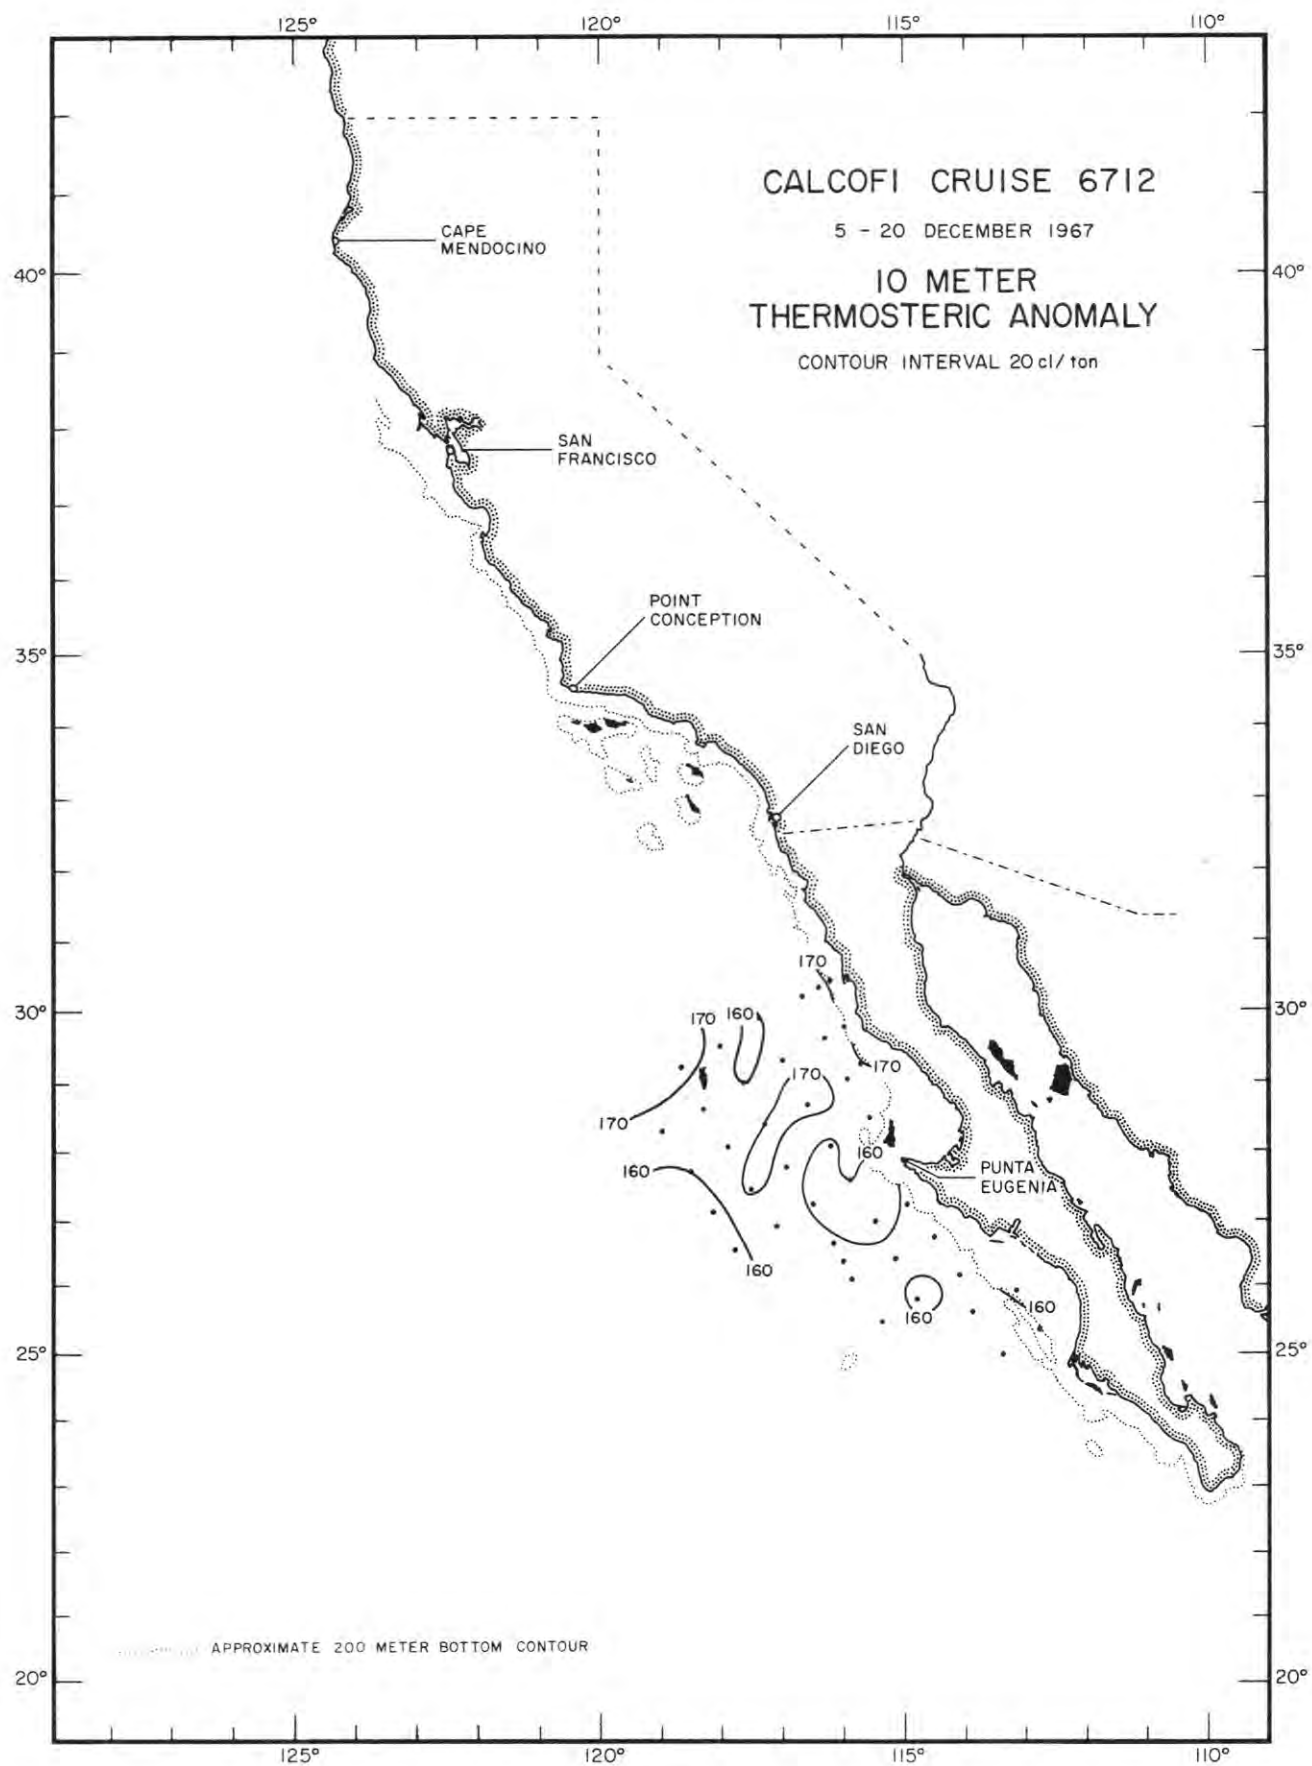 125° 120° 115° 110°
CALCOFI CRUISE 6712
5 - 20 DECEMBER 1967
10 METER
THERMOSTERIC ANOMALY
CONTOUR INTERVAL 20 cl/ton
CAPE
MENDOCINO
40° 40°
SAN
FRANCISCO
POINT
CONCEPTION
35° 35°
SAN
DIEGO
170
30° 30°
170 160
170
170
170
160
160
PUNTA
EUGENIA
160
160
160
25° 25°
APPROXIMATE 200 METER BOTTOM CONTOUR
20° 20°
125° 120° 115° 110°